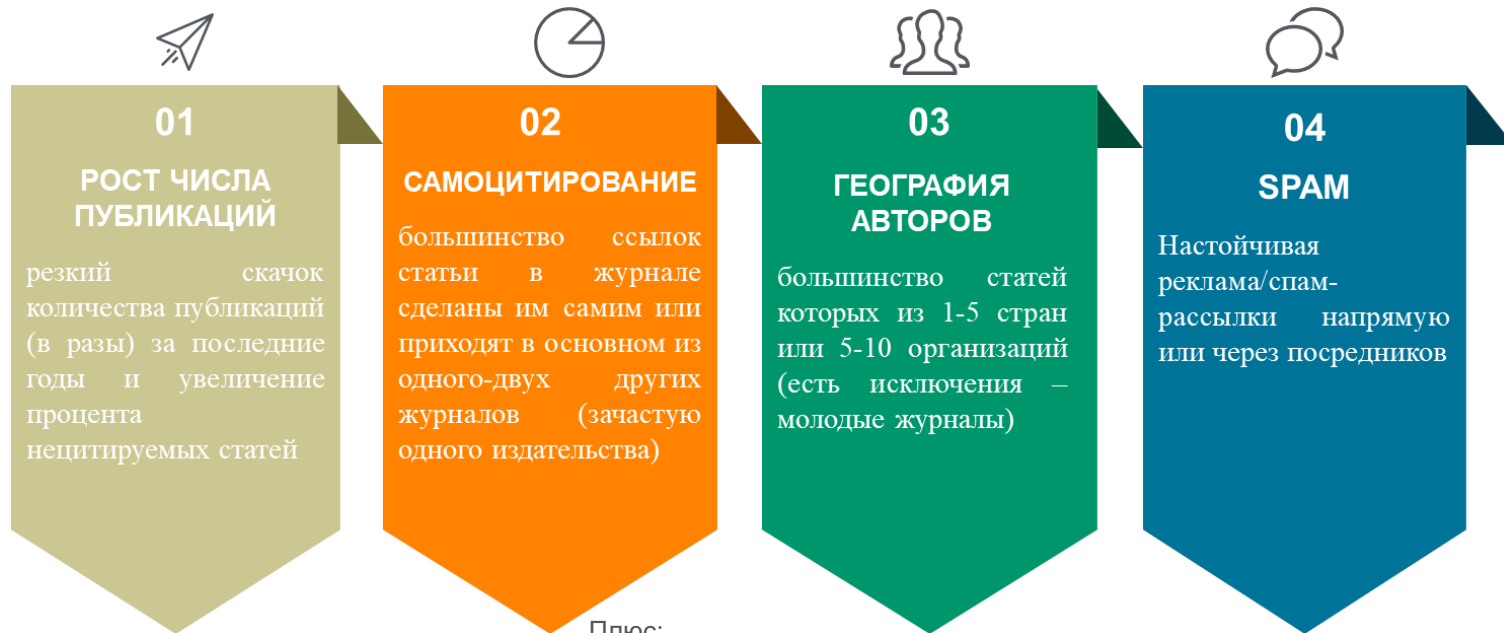 01
РОСТ ЧИСЛА
ПУБЛИКАЦИЙ
резкий скачок
количества публикаций
(в разы) за последние
годы и увеличение
процента
нецитируемых статей
02
САМОЦИТИРОВАНИЕ
большинство ссылок
статьи в журнале
сделаны им самим или
приходят в основном из
одного-двух других
журналов (зачастую
одного издательства)
03
ГЕОГРАФИЯ
АВТОРОВ
большинство статей
которых из 1-5 стран
или 5-10 организаций
(есть исключения –
молодые журналы)
04
SPAM
Настойчивая
реклама/спам-
рассылки напрямую
или через посредников
Плюс: